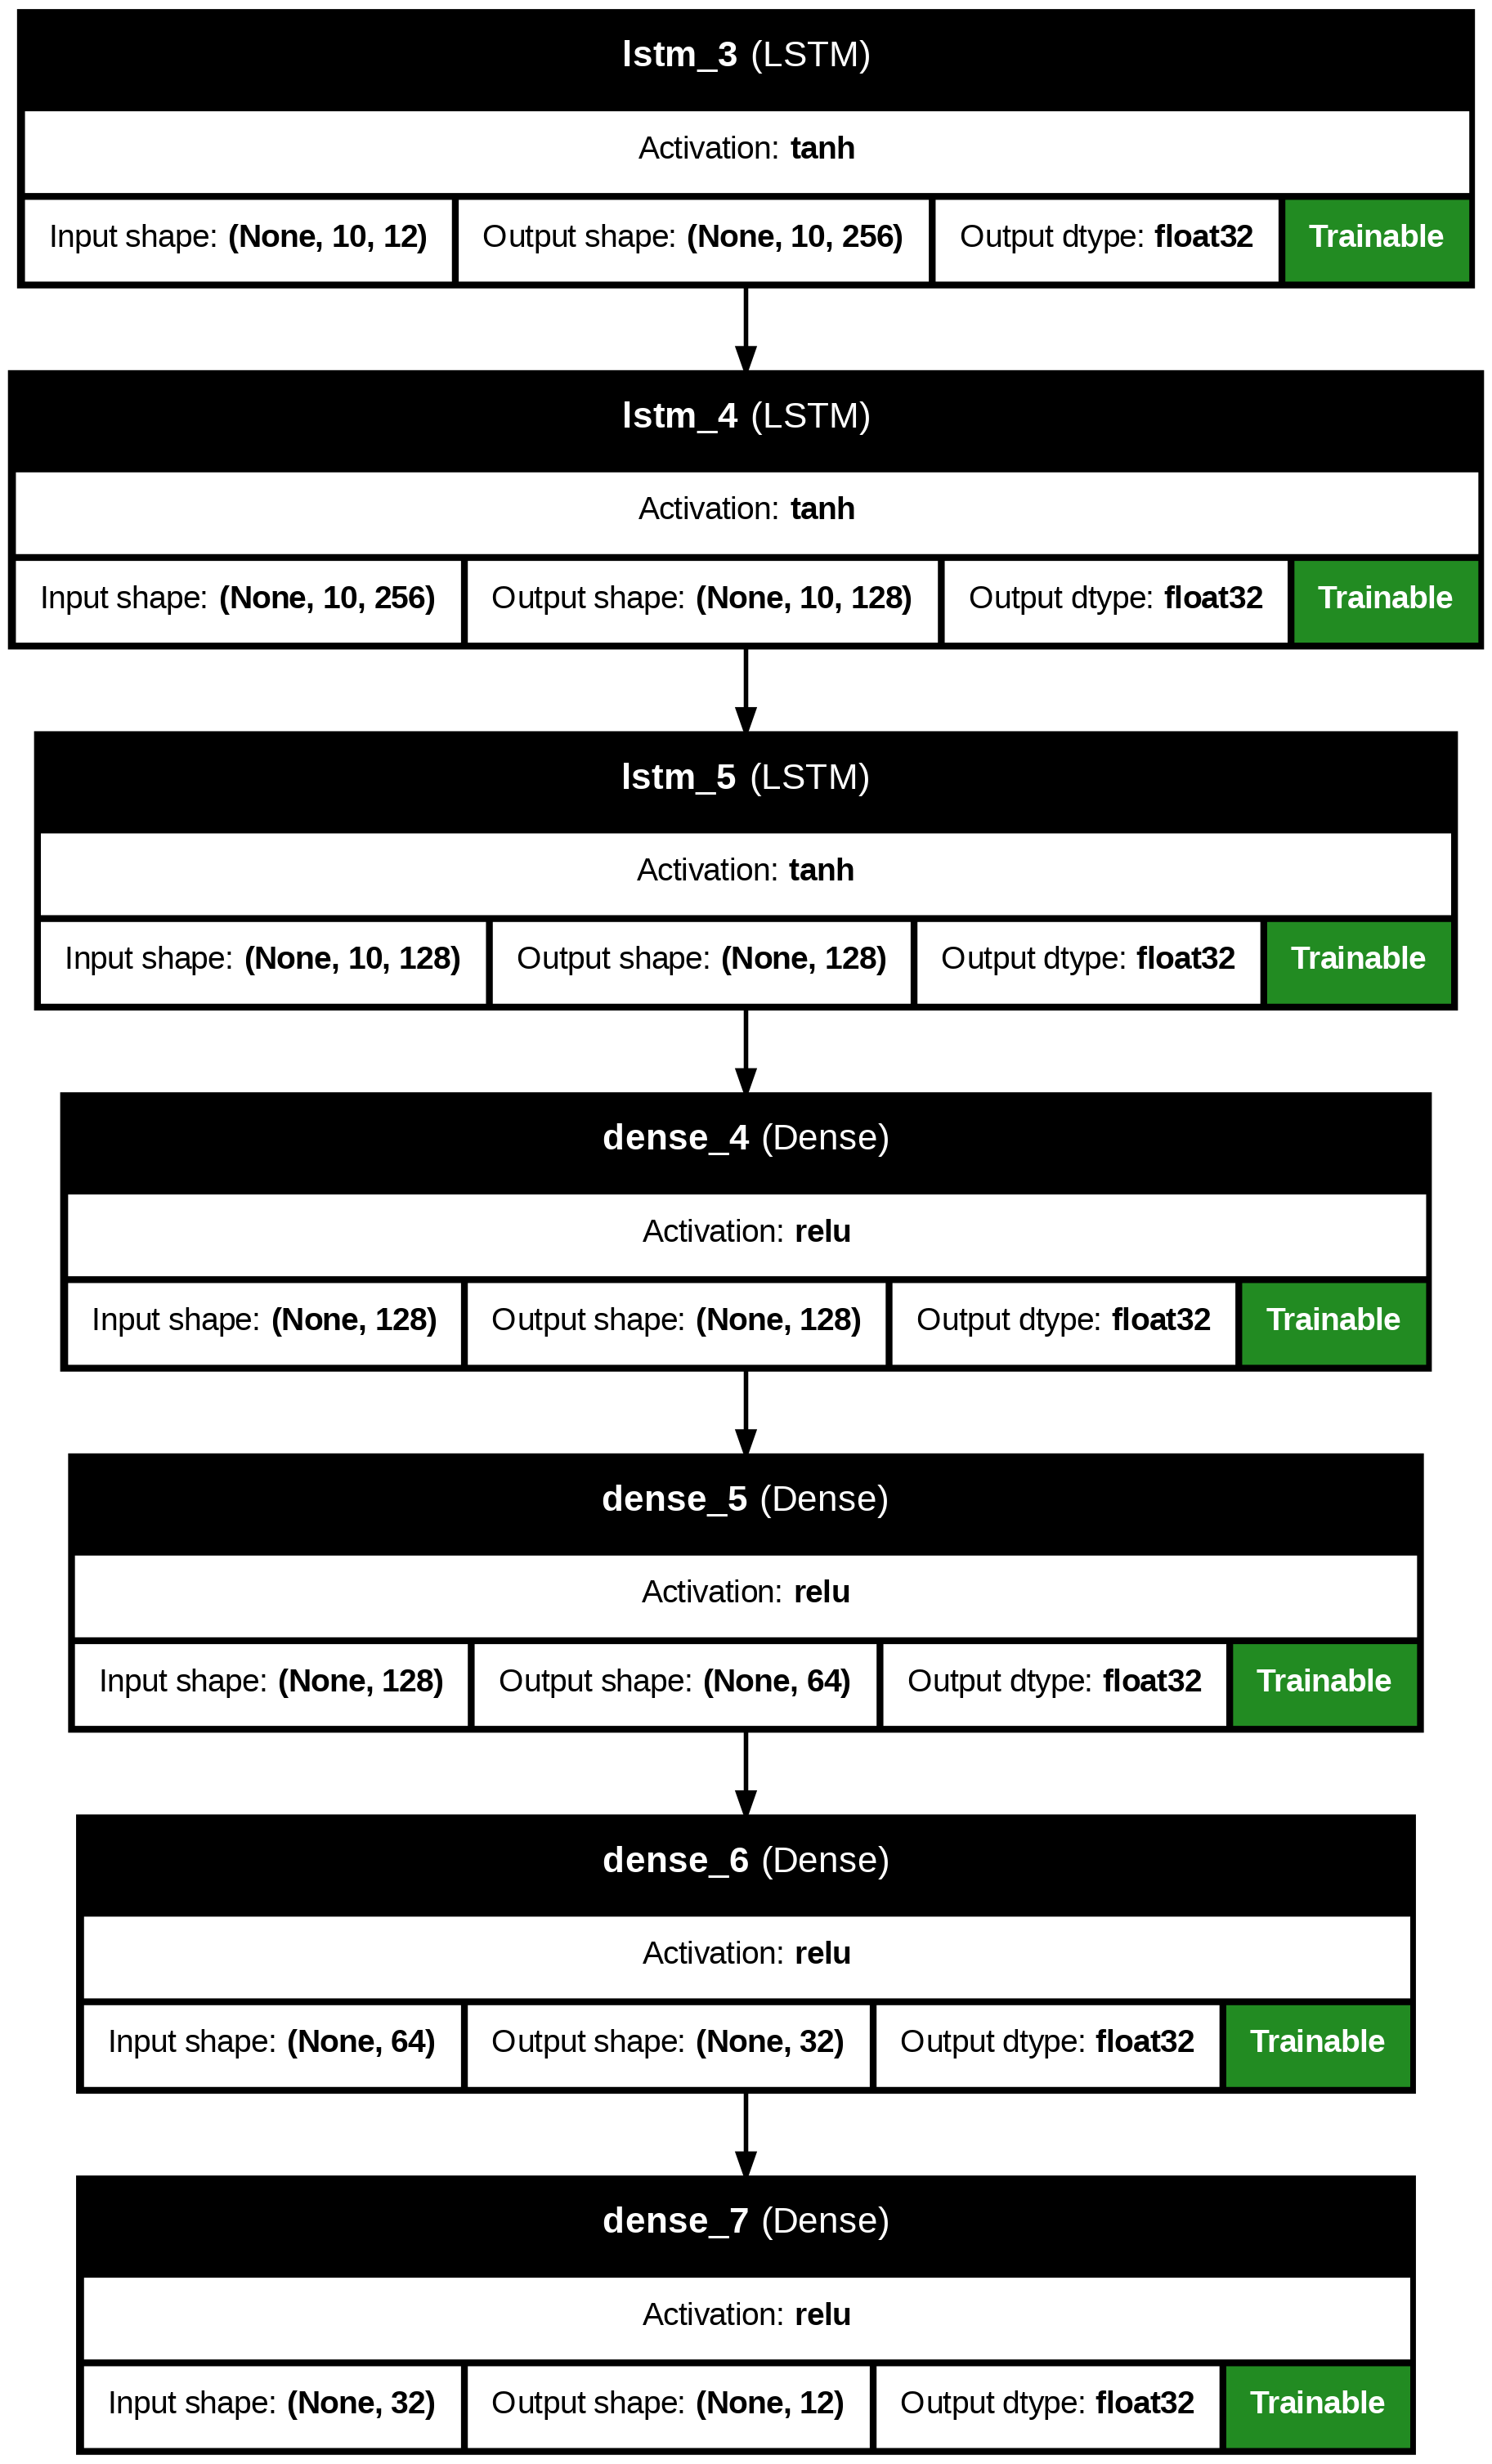 lstm_3 (LSTM)
Activation: tanh
Input shape: (None, 10, 12) Output shape: (None, 10, 256) Output dtype: float32 Trainable
lstm_4 (LSTM)
Activation: tanh
Input shape: (None, 10, 256) Output shape: (None, 10, 128) Output dtype: float32 Trainable
lstm_5 (LSTM)
Activation: tanh
Input shape: (None, 10, 128) Output shape: (None, 128) Output dtype: float32 Trainable
dense_4 (Dense)
Activation: relu
Input shape: (None, 128) Output shape: (None, 128) Output dtype: float32 Trainable
dense_5 (Dense)
Activation: relu
Input shape: (None, 128) Output shape: (None, 64) Output dtype: float32 Trainable
dense_6 (Dense)
Activation: relu
Input shape: (None, 64) Output shape: (None, 32) Output dtype: float32 Trainable
dense_7 (Dense)
Activation: relu
Input shape: (None, 32) Output shape: (None, 12) Output dtype: float32 Trainable